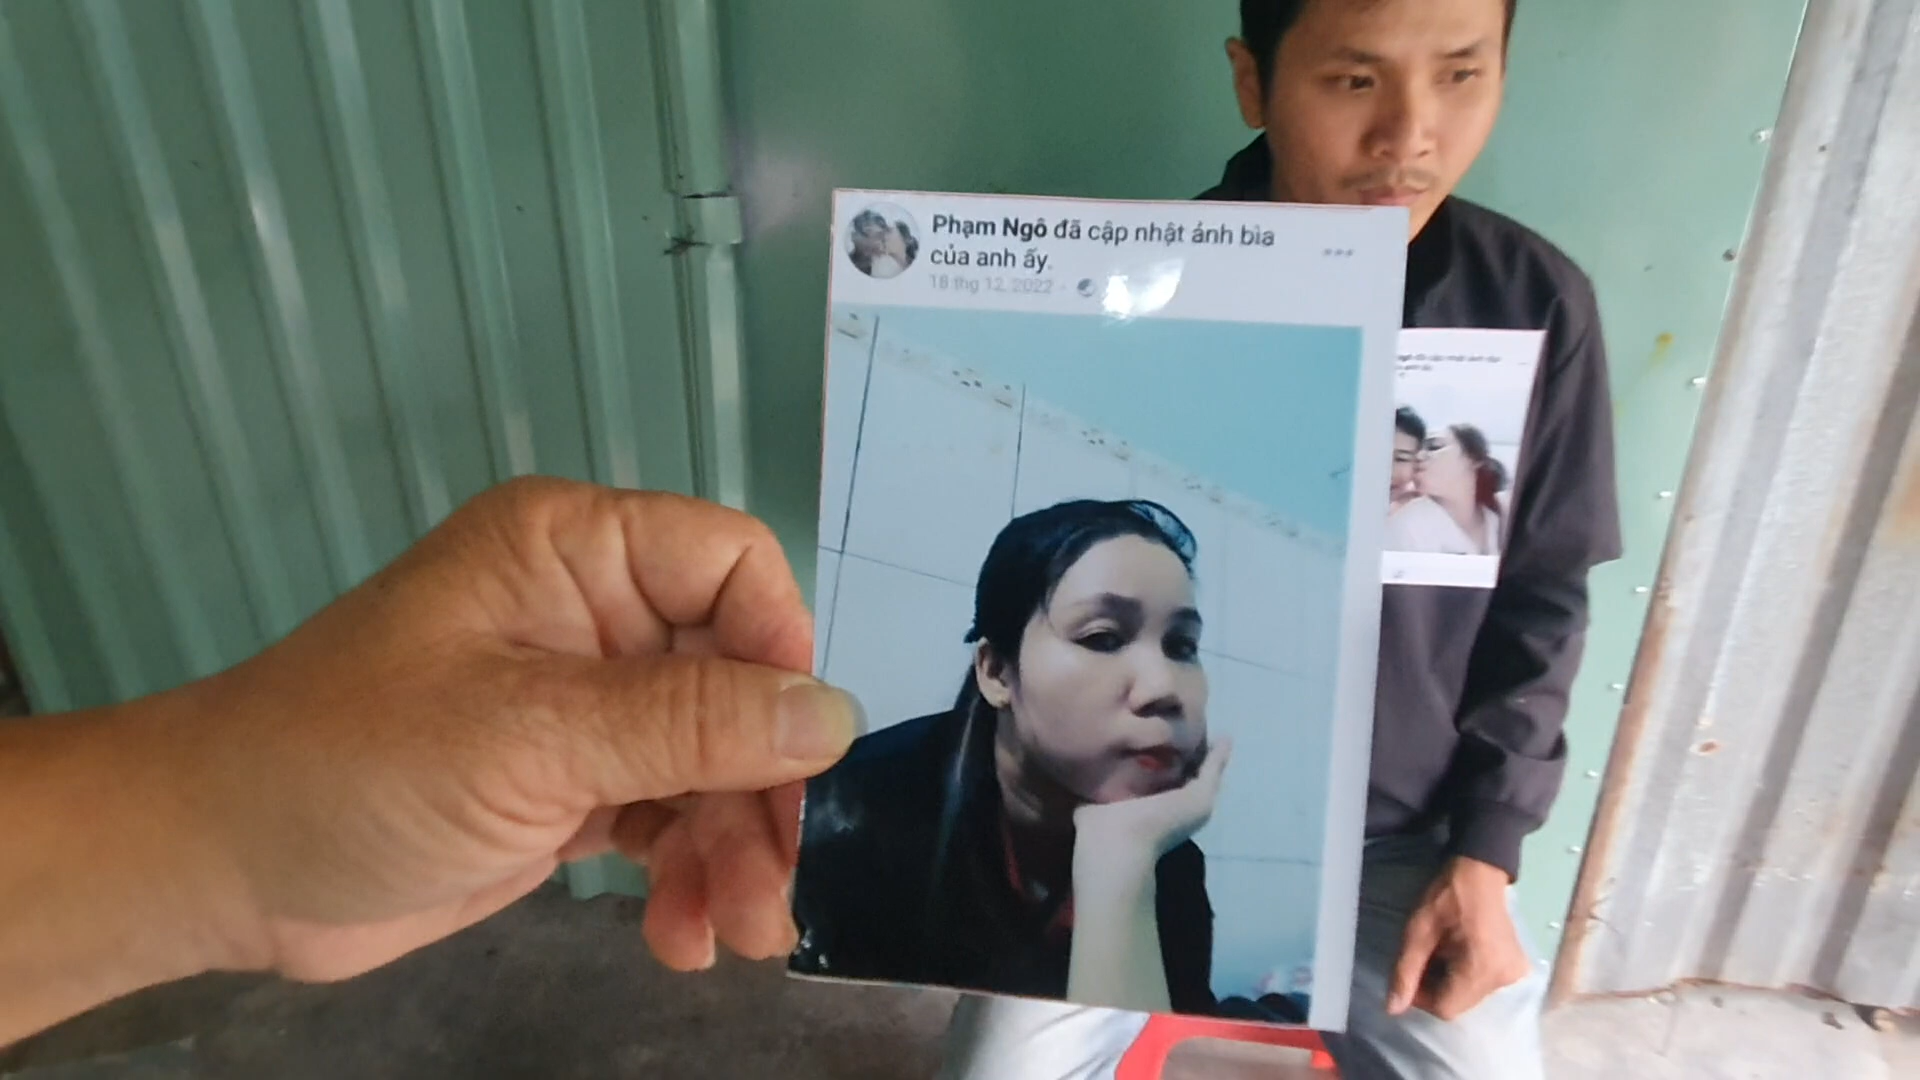 Phạm Ngô đã cập nhật ảnh bìa
của anh ấy.
18 thg 12, 2022